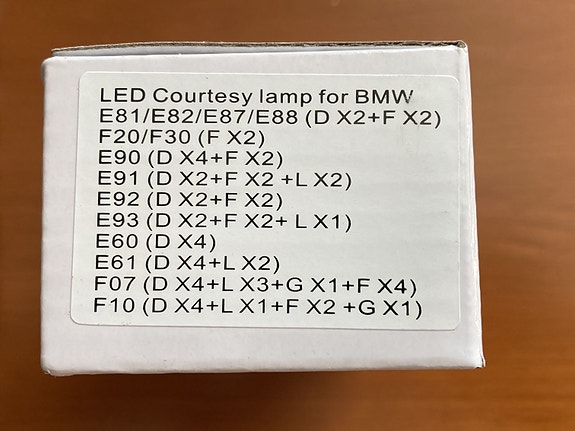 LED Courtesy lamp for BMW
E81/E82/E87/E88 (D X2+F X2)
F20/F30 (F X2)
E90 (D X4+F X2)
E91 (D X2+F X2 +L X2)
E92 (D X2+F X2)
E93 (D X2+F X2+ L X1)
E60 (D X4)
E61 (D X4+L X2)
F07 (D X4+L X3+G X1+F X4)
F10 (D X4+L X1+F X2 +G X1)